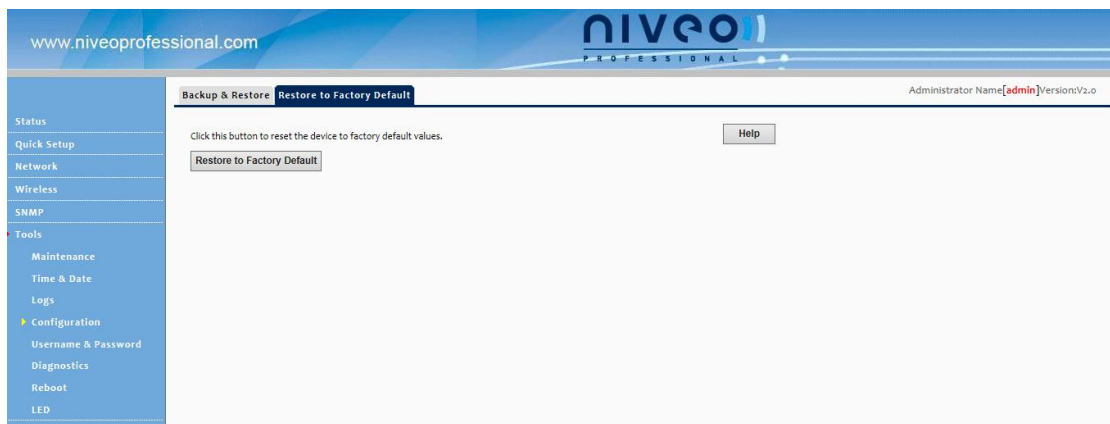 www.niveoprofessional.com
niveo
PROFESSIONAL
Backup & Restore Restore to Factory Default
Administrator Name[admin]Version:V2.0
Status
Quick Setup
Network
Wireless
SNMP
Tools
Maintenance
Time & Date
Logs
Configuration
Username & Password
Diagnostics
Reboot
LED
Click this button to reset the device to factory default values.
Help
Restore to Factory Default